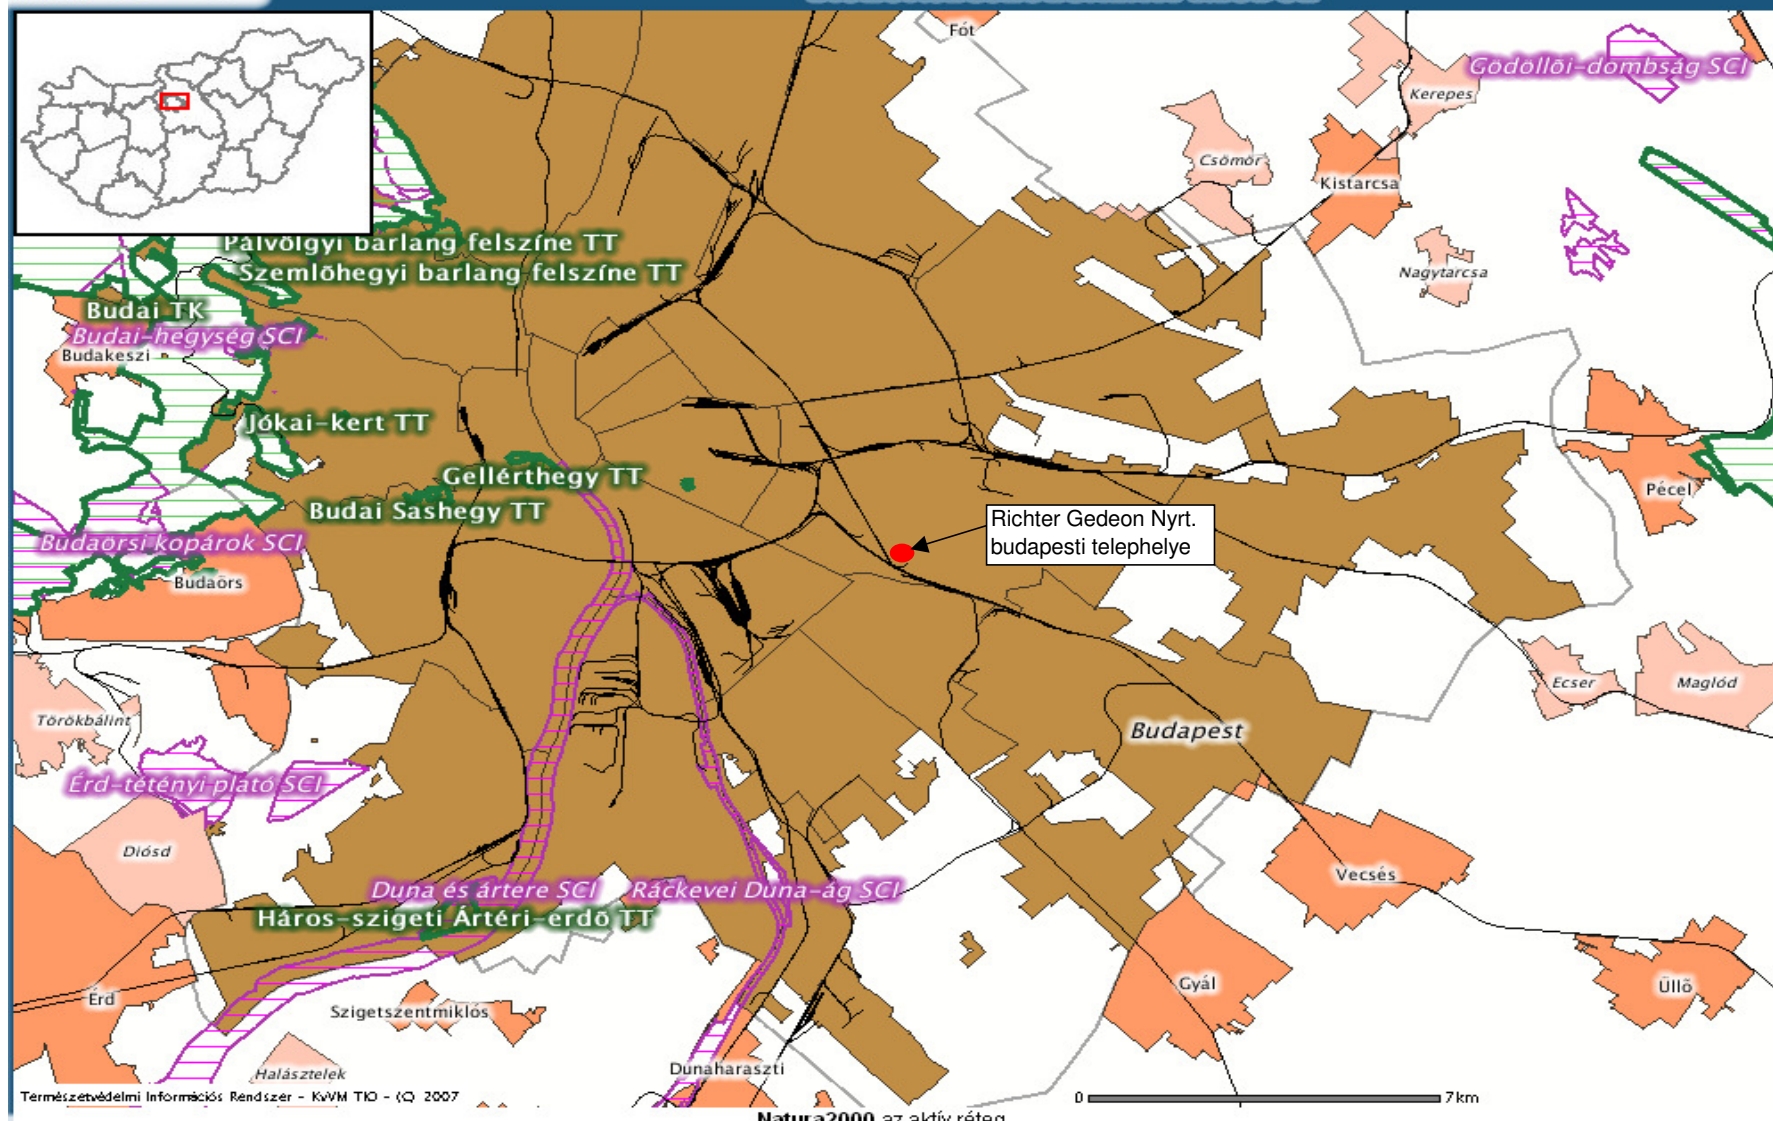 Fót
Gödöllõi-dombság SCI
Kerepes
Csömör
Kistarcsa
Pálvölgyi barlang felszíne TT
Szemlõhegyi barlang felszíne TT
Nagytarcsa
Budai TK
Budai-hegység SCI
Budakeszi
Jókai-kert TT
Gellérthegy TT
Pécel
Budai Sashegy TT
Richter Gedeon Nyrt.
budapesti telephelye
Budaörsi kopárok SCI
Budaörs
Ecser
Maglód
Törökbálint
Budapest
Érd-tétényi plató SCI
Diósd
Vecsés
Duna és ártere SCI
Ráckevei Duna-ág SCI
Háros-szigeti Ártéri-erdõ TT
Gyál
Üllõ
Érd
Szigetszentmiklós
Dunaharaszti
Halásztelek
Természetvédelmi Információs Rendszer - KvVM TIO - (C) 2007
0 7km
Natura2000 az aktív réteg